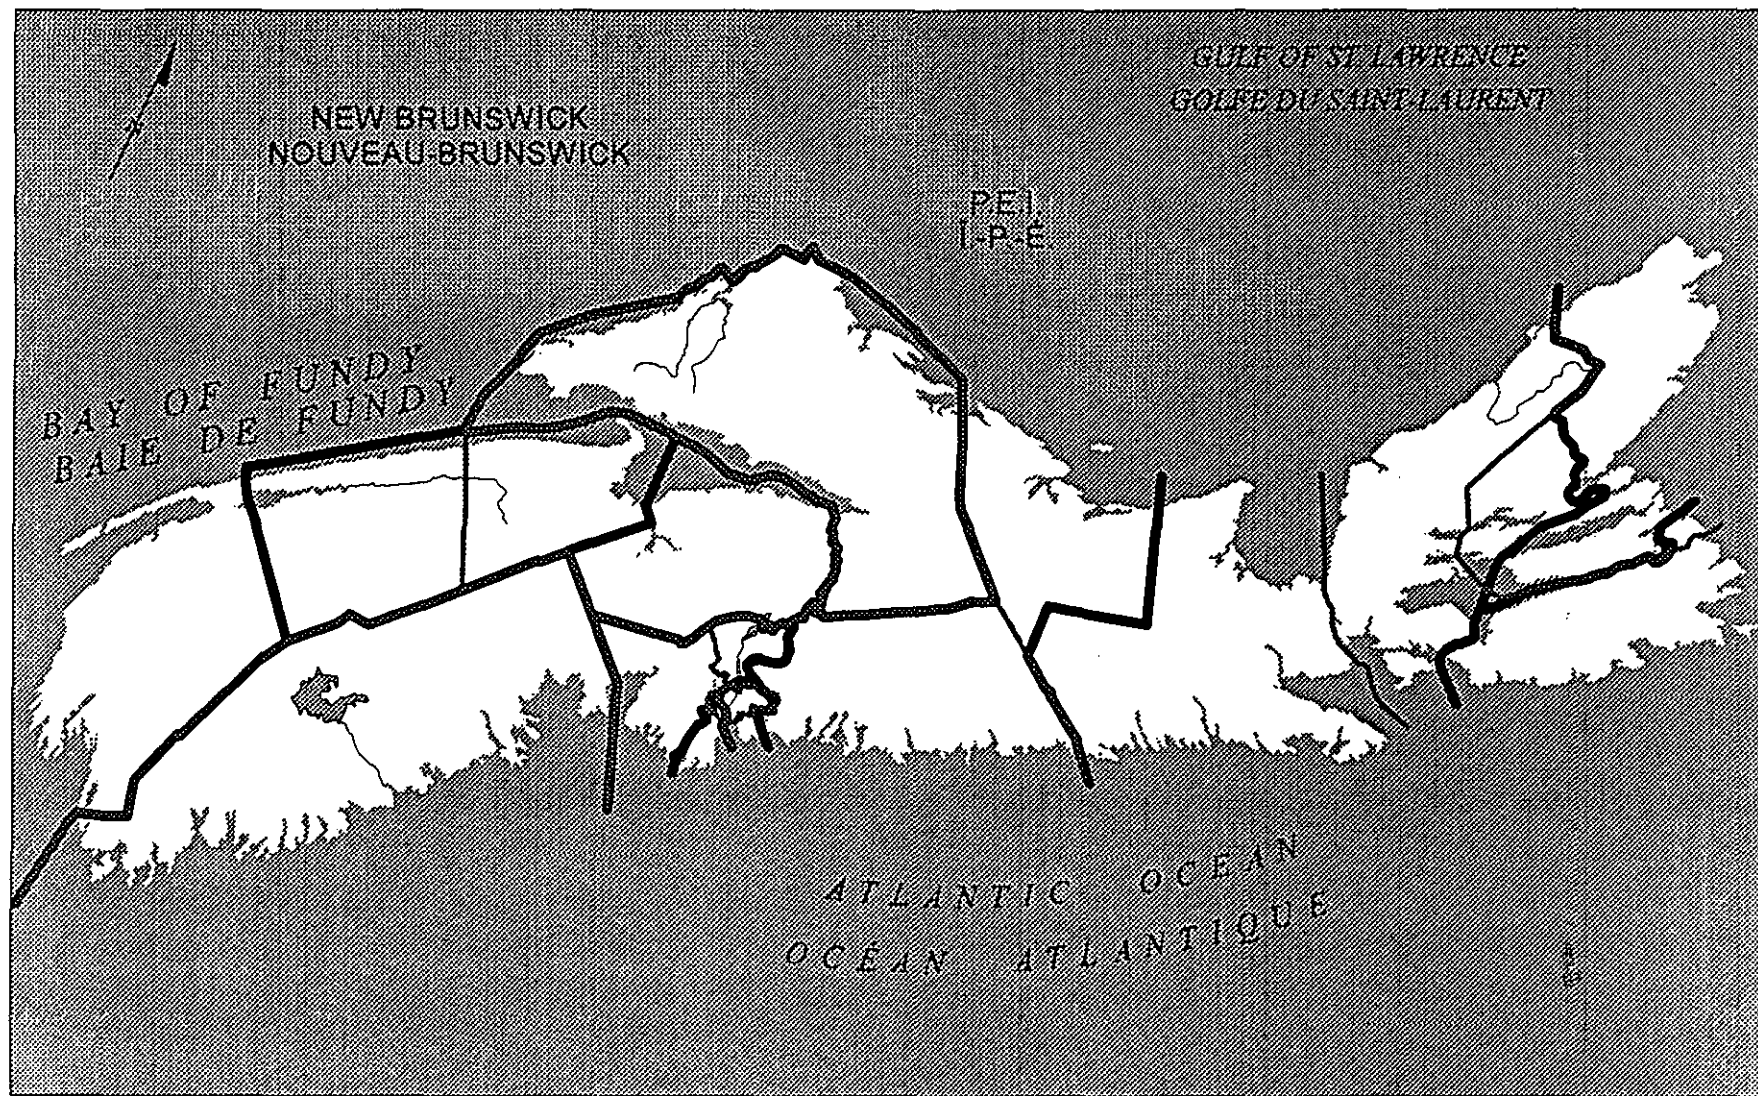 GULF OF ST. LAWRENCE
GOLFE DU SAINT-LAURENT
NEW BRUNSWICK
NOUVEAU-BRUNSWICK
P.E.I.
Î.-P.-É.
BAY OF FUNDY
BAIE DE FUNDY
ATLANTIC OCEAN
OCÉAN ATLANTIQUE